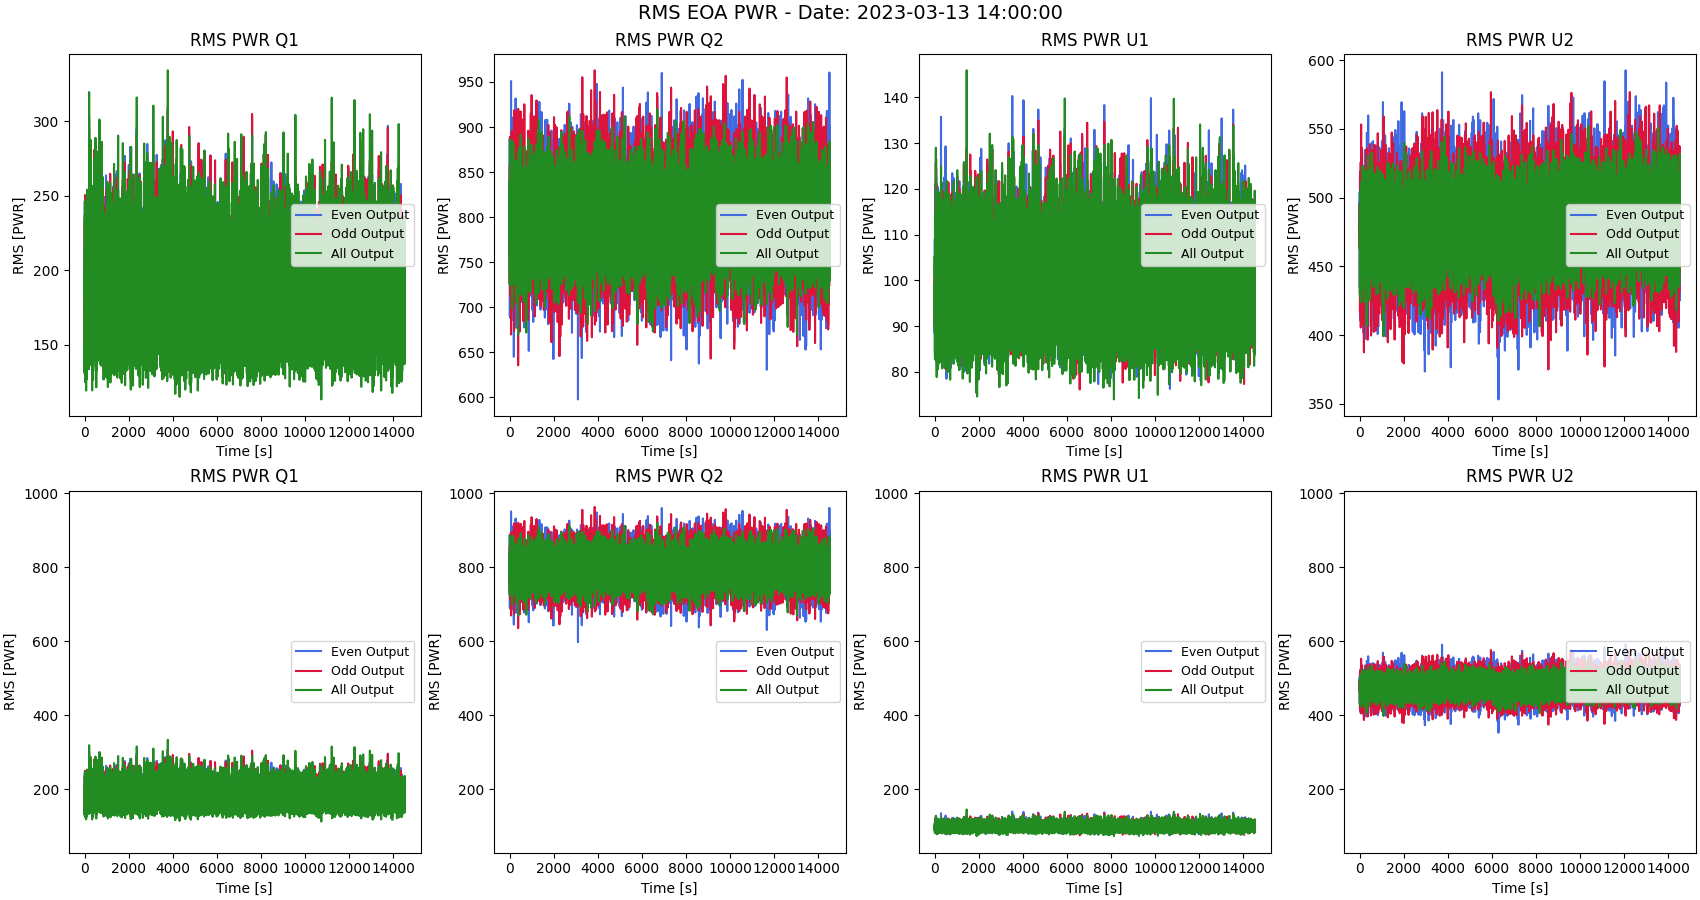 RMS EOA PWR - Date: 2023-03-13 14:00:00
RMS PWR Q1
RMS [PWR]
300
250
200
150
0 2000 4000 6000 8000 10000 12000 14000
Time [s]
Even Output
Odd Output
All Output
RMS PWR Q2
RMS [PWR]
950
900
850
800
750
700
650
600
0 2000 4000 6000 8000 10000 12000 14000
Time [s]
Even Output
Odd Output
All Output
RMS PWR U1
RMS [PWR]
140
130
120
110
100
90
80
0 2000 4000 6000 8000 10000 12000 14000
Time [s]
Even Output
Odd Output
All Output
RMS PWR U2
RMS [PWR]
600
550
500
450
400
350
0 2000 4000 6000 8000 10000 12000 14000
Time [s]
Even Output
Odd Output
All Output
RMS PWR Q1
RMS [PWR]
1000
800
600
400
200
0 2000 4000 6000 8000 10000 12000 14000
Time [s]
Even Output
Odd Output
All Output
RMS PWR Q2
RMS [PWR]
1000
800
600
400
200
0 2000 4000 6000 8000 10000 12000 14000
Time [s]
Even Output
Odd Output
All Output
RMS PWR U1
RMS [PWR]
1000
800
600
400
200
0 2000 4000 6000 8000 10000 12000 14000
Time [s]
Even Output
Odd Output
All Output
RMS PWR U2
RMS [PWR]
1000
800
600
400
200
0 2000 4000 6000 8000 10000 12000 14000
Time [s]
Even Output
Odd Output
All Output